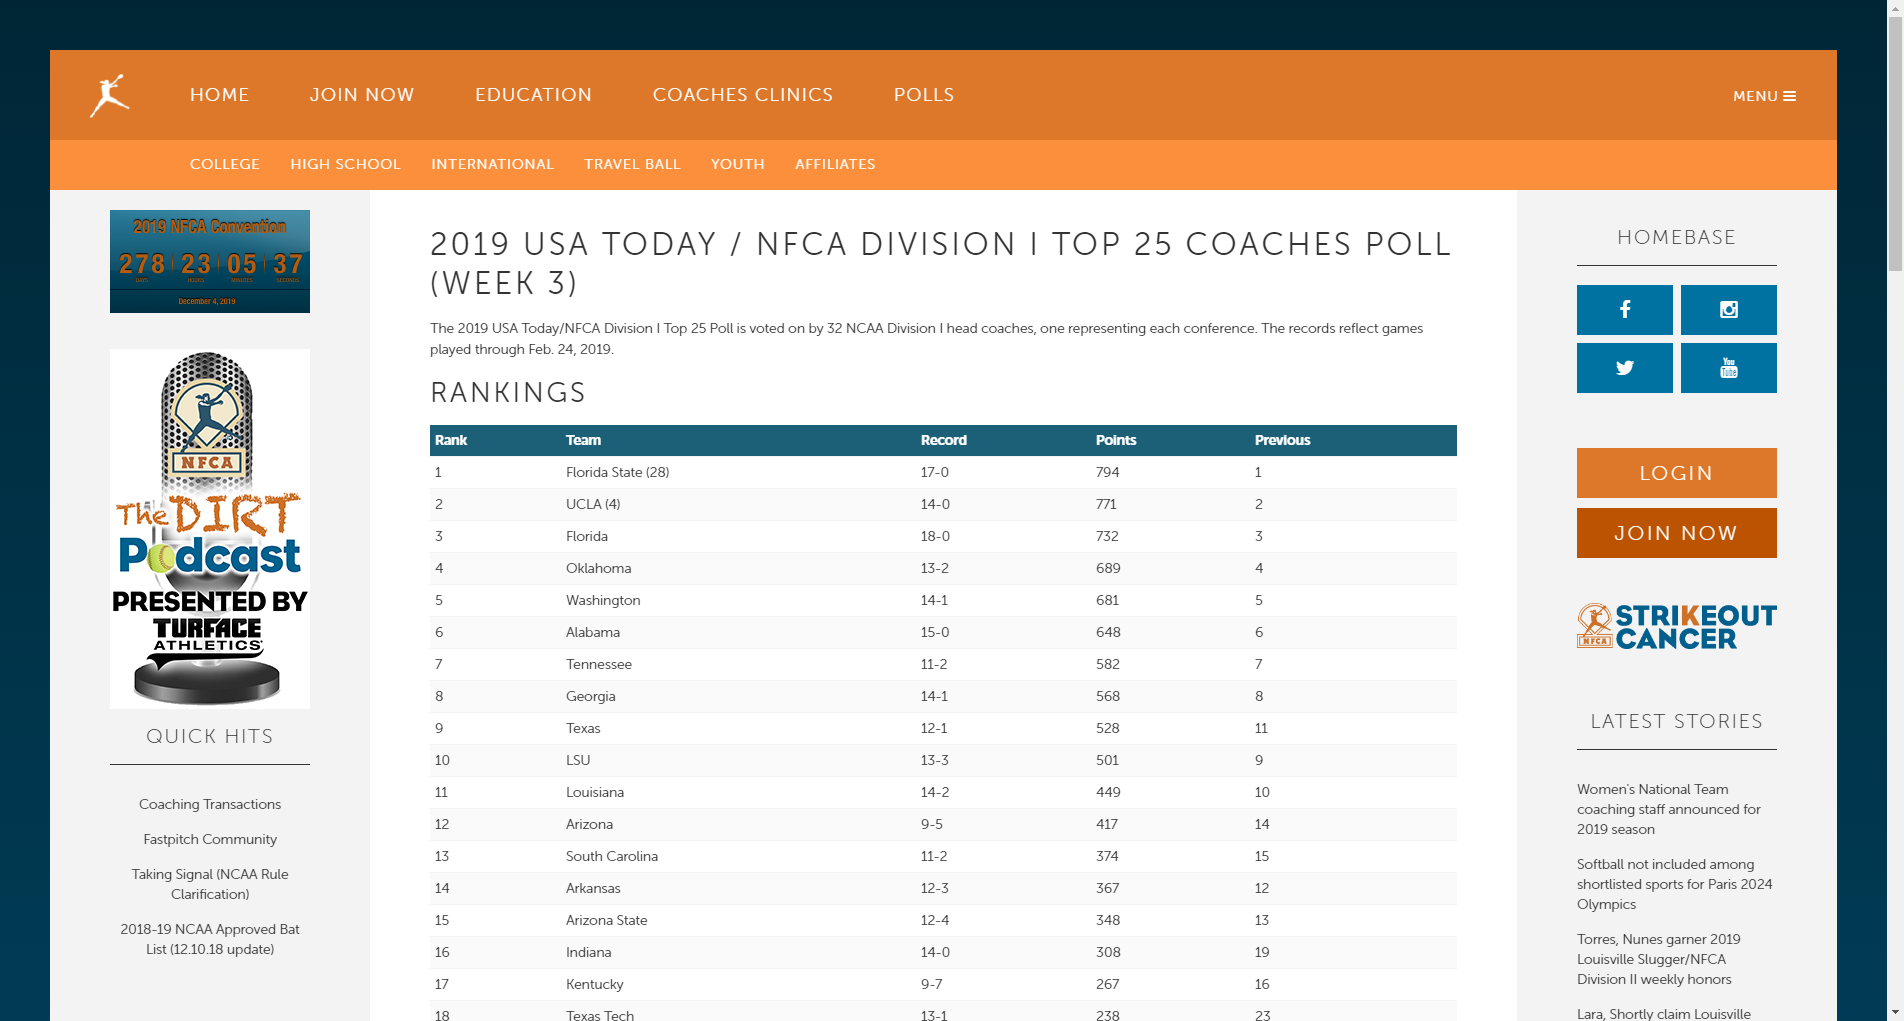 HOME JOIN NOW EDUCATION COACHES CLINICS POLLS MENU
COLLEGE HIGH SCHOOL INTERNATIONAL TRAVEL BALL YOUTH AFFILIATES
2019 NFCA Convention
278 23 05 37
DAYS HOURS MINUTES SECONDS
December 4, 2019
NFCA
The DIRT
Podcast
PRESENTED BY
TURFACE
ATHLETICS
QUICK HITS
Coaching Transactions
Fastpitch Community
Taking Signal (NCAA Rule
Clarification)
2018-19 NCAA Approved Bat
List (12.10.18 update)
2019 USA TODAY / NFCA DIVISION I TOP 25 COACHES POLL
(WEEK 3)
The 2019 USA Today/NFCA Division I Top 25 Poll is voted on by 32 NCAA Division I head coaches, one representing each conference. The records reflect games
played through Feb. 24, 2019.
RANKINGS
Rank Team Record Points Previous
1 Florida State (28) 17-0 794 1
2 UCLA (4) 14-0 771 2
3 Florida 18-0 732 3
4 Oklahoma 13-2 689 4
5 Washington 14-1 681 5
6 Alabama 15-0 648 6
7 Tennessee 11-2 582 7
8 Georgia 14-1 568 8
9 Texas 12-1 528 11
10 LSU 13-3 501 9
11 Louisiana 14-2 449 10
12 Arizona 9-5 417 14
13 South Carolina 11-2 374 15
14 Arkansas 12-3 367 12
15 Arizona State 12-4 348 13
16 Indiana 14-0 308 19
17 Kentucky 9-7 267 16
18 Texas Tech 13-1 238 23
HOMEBASE
You
Tube
LOGIN
JOIN NOW
NFCA
STRIKEOUT
CANCER
LATEST STORIES
Women's National Team
coaching staff announced for
2019 season
Softball not included among
shortlisted sports for Paris 2024
Olympics
Torres, Nunes garner 2019
Louisville Slugger/NFCA
Division II weekly honors
Lara, Shortly claim Louisville